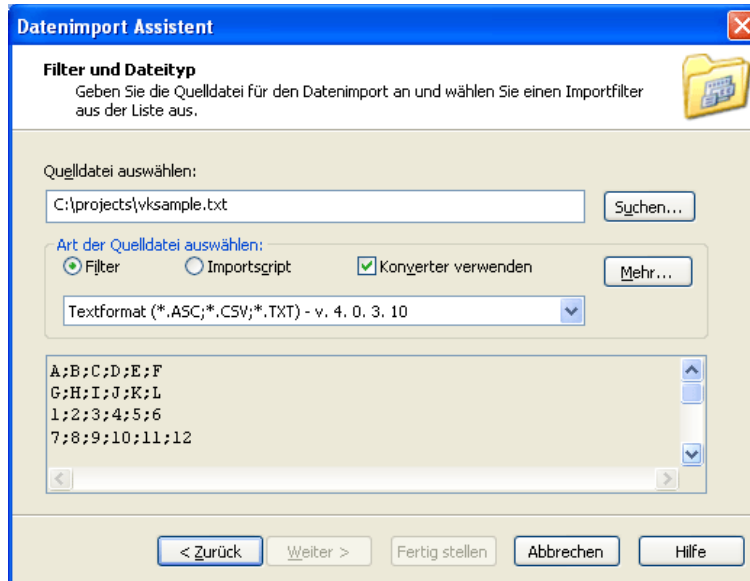 Datenimport Assistent
Filter und Dateityp
Geben Sie die Quelldatei für den Datenimport an und wählen Sie einen Importfilter
aus der Liste aus.
Quelldatei auswählen:
C:\projects\vksample.txt
Suchen...
Art der Quelldatei auswählen:
Filter
Importscript
Konverter verwenden
Mehr...
Textformat (*.ASC;*.CSV;*.TXT) - v. 4. 0. 3. 10
A;B;C;D;E;F
G;H;I;J;K;L
1;2;3;4;5;6
7;8;9;10;11;12
< Zurück
Weiter >
Fertig stellen
Abbrechen
Hilfe